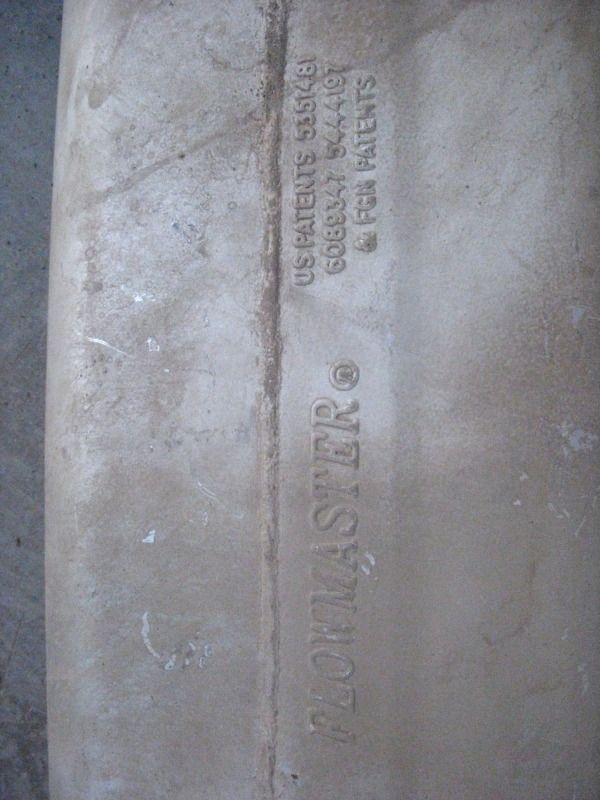 FLOWMASTER®
US PATENTS 5351481
6089347 5444197
& FGN PATENTS